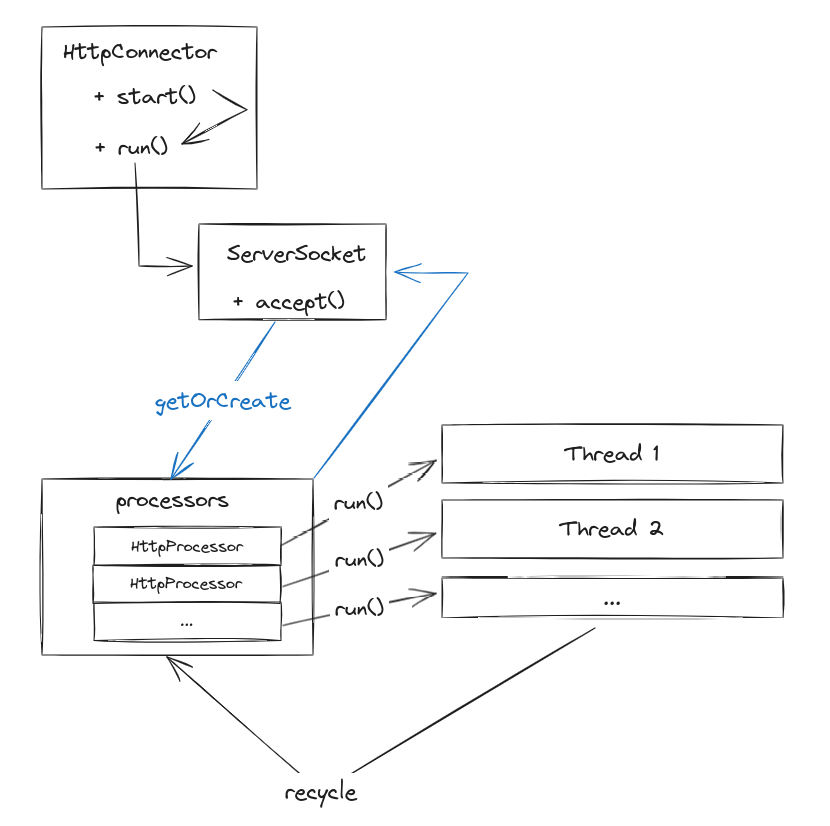 HttpConnector
+ start()
+ run()
ServerSocket
+ accept()
getOrCreate
processors
HttpProcessor
HttpProcessor
...
run()
run()
run()
Thread 1
Thread 2
...
recycle